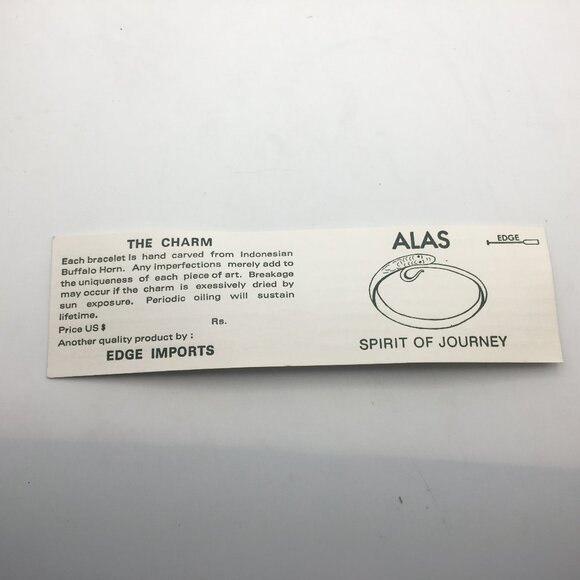 THE CHARM
Each bracelet is hand carved from Indonesian
Buffalo Horn. Any imperfections merely add to
the uniqueness of each piece of art. Breakage
may occur if the charm is exessively dried by
sun exposure. Periodic oiling will sustain
lifetime.
Price US $ Rs.
Another quality product by :
EDGE IMPORTS
ALAS
EDGE
SPIRIT OF JOURNEY